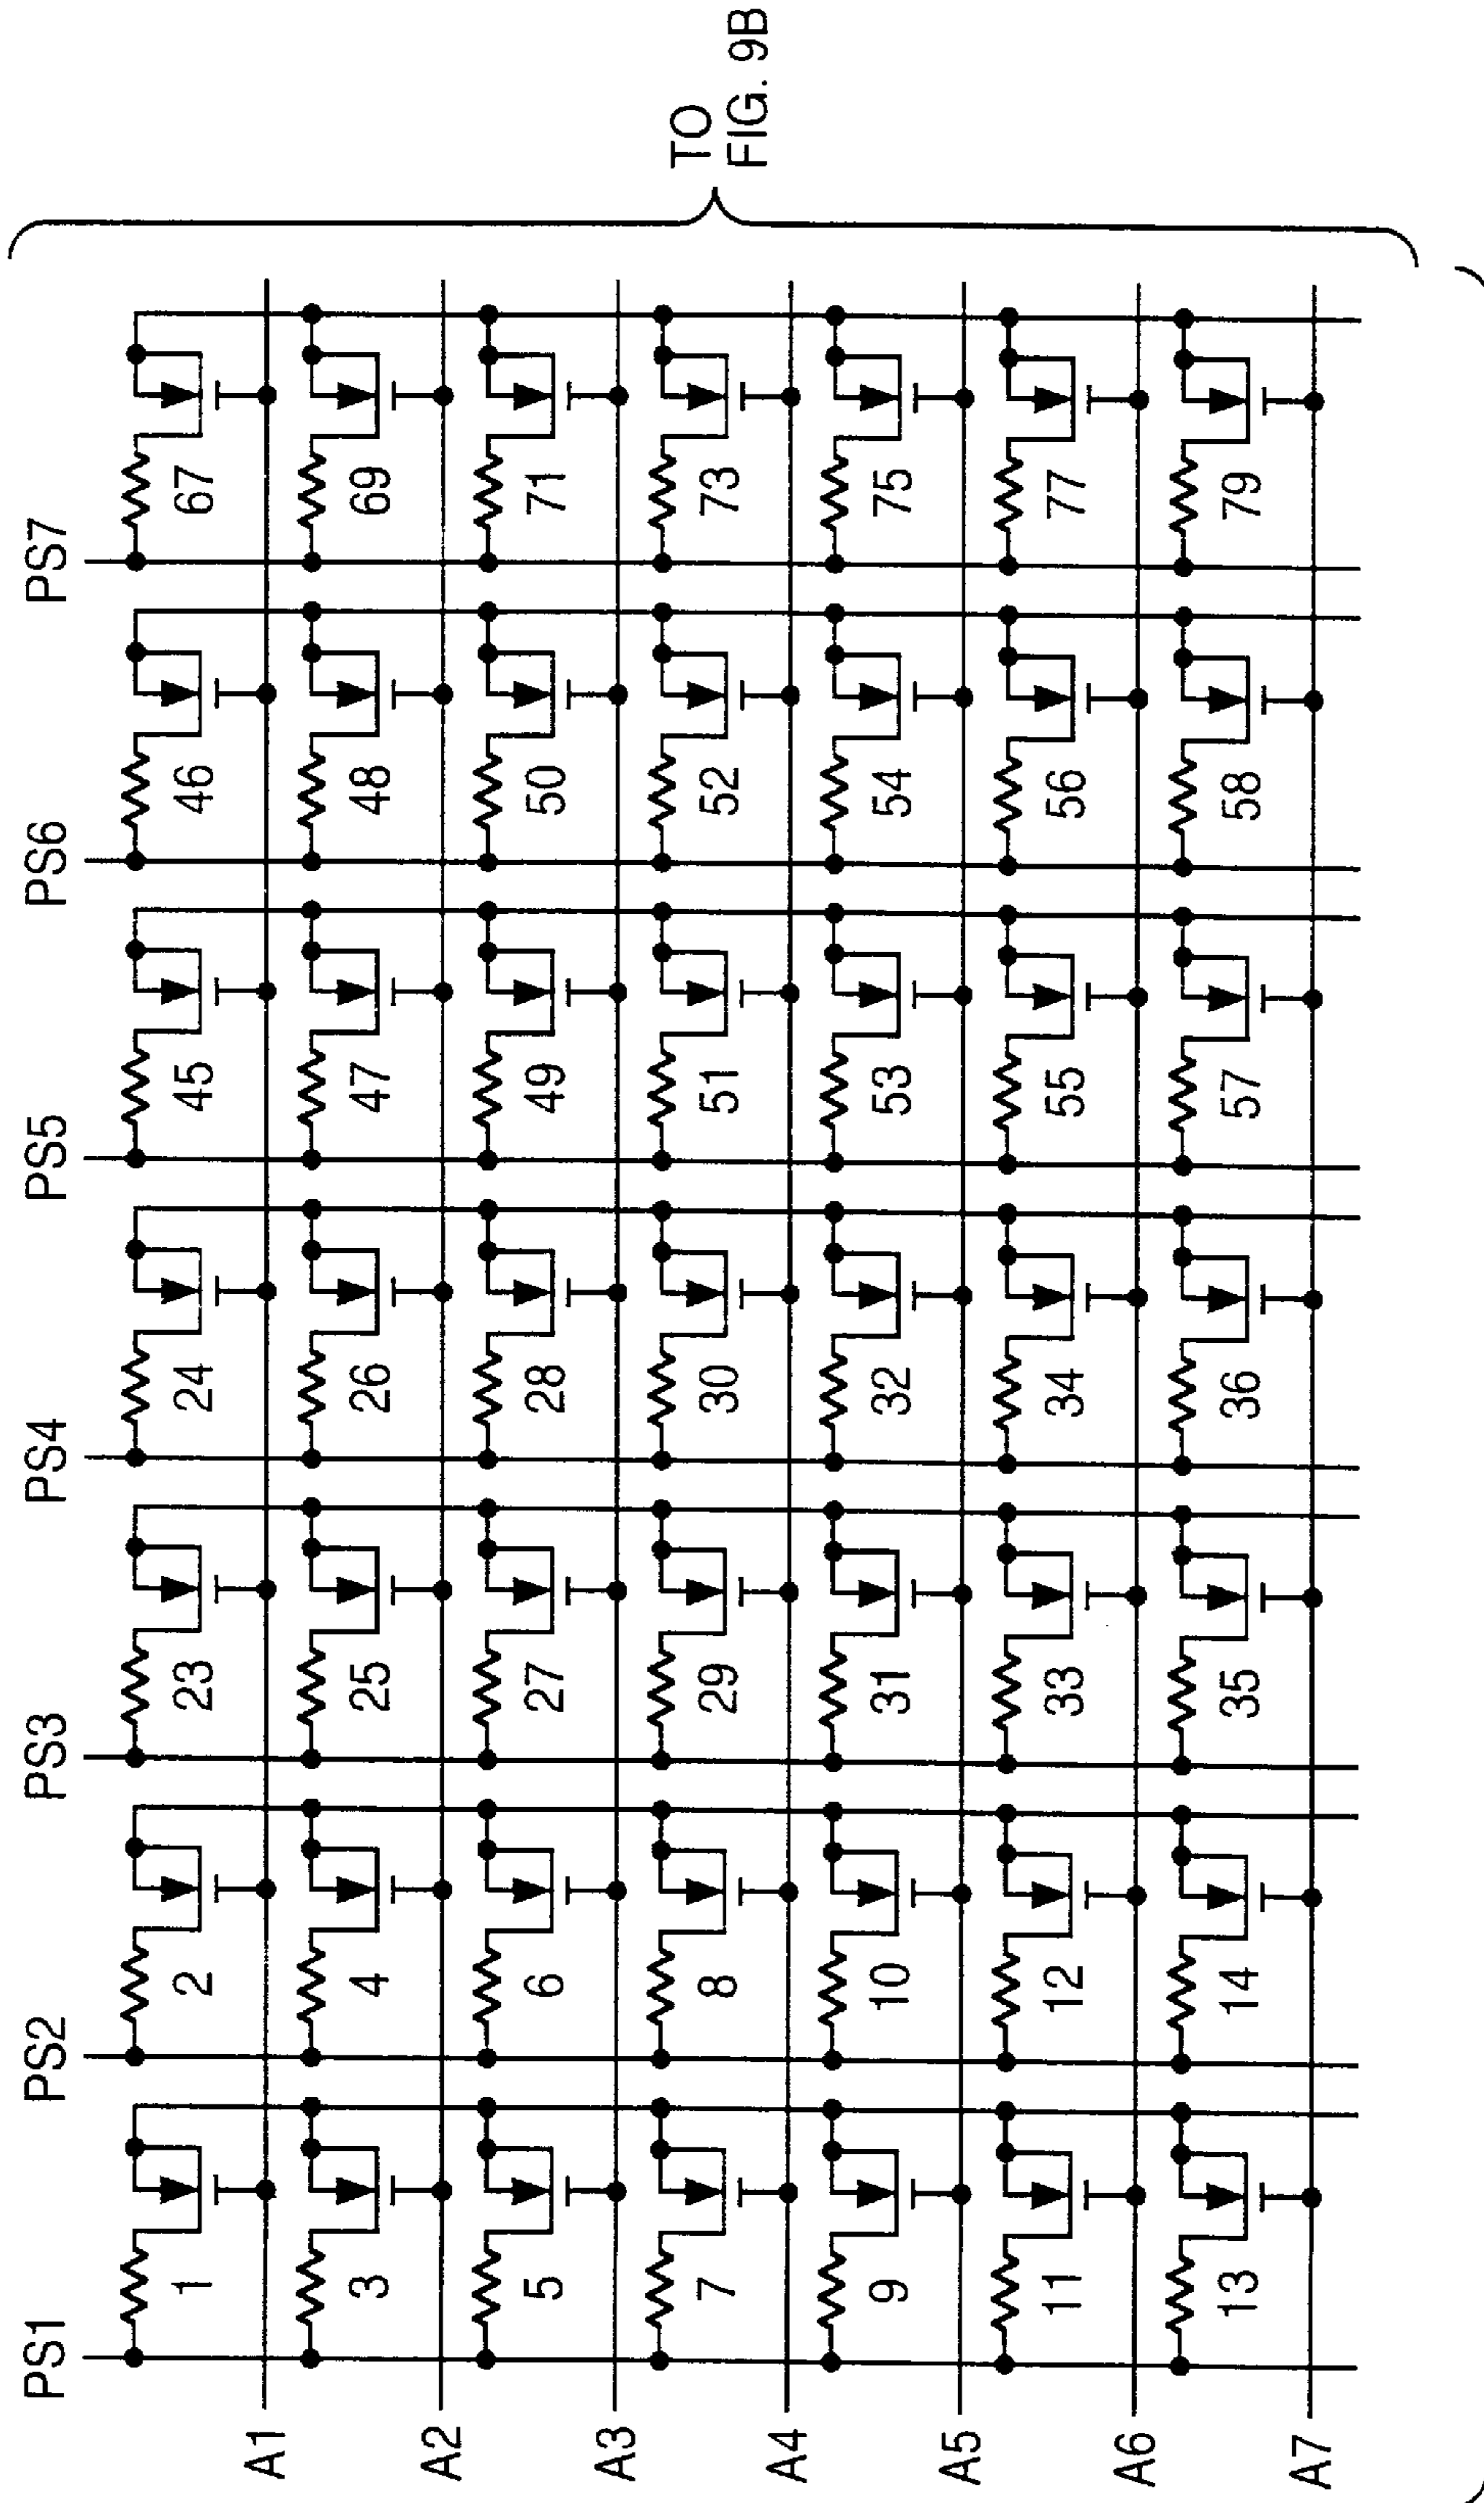 PS1 PS2 PS3 PS4 PS5 PS6 PS7
1 2 23 24 45 46 67
A1
3 4 25 26 47 48 69
A2
5 6 27 28 49 50 71
A3
7 8 29 30 51 52 73
A4
9 10 31 32 53 54 75
A5
11 12 33 34 55 56 77
A6
13 14 35 36 57 58 79
A7
TO
FIG. 9B